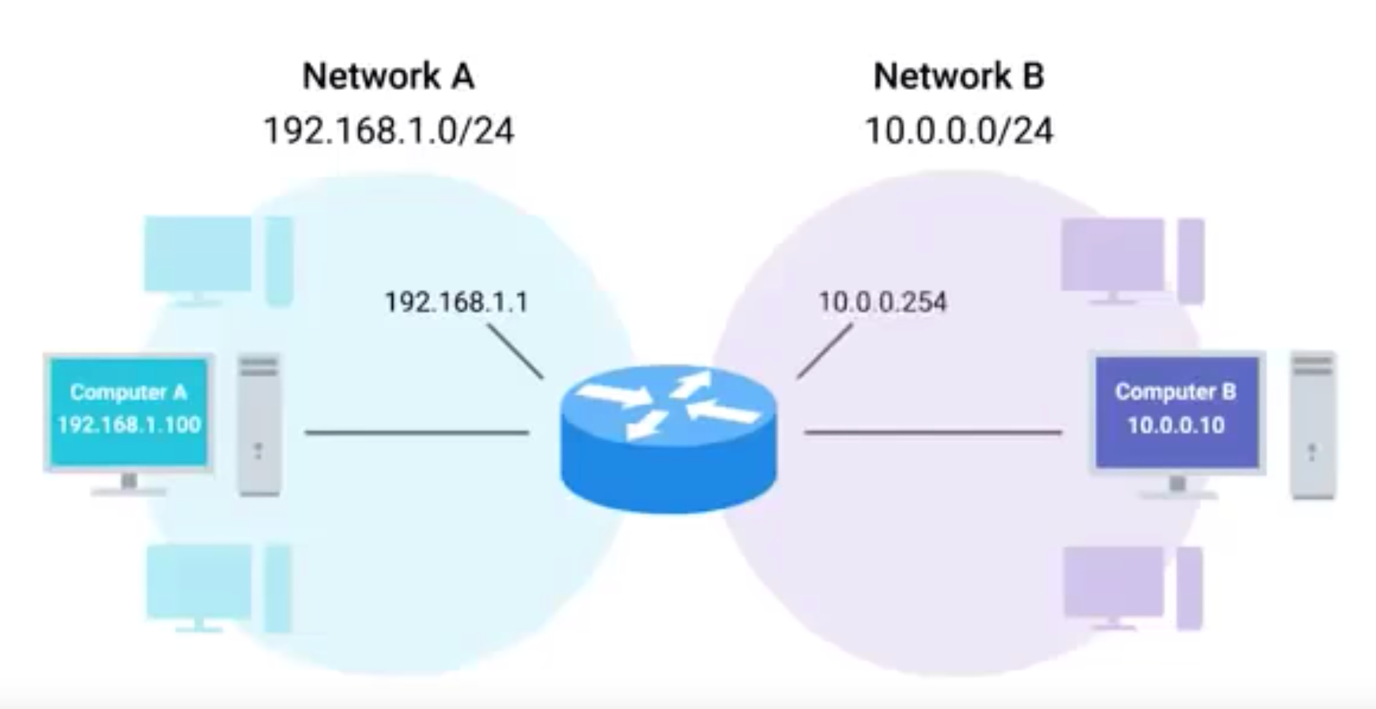 Network A
192.168.1.0/24
Network B
10.0.0.0/24
192.168.1.1
10.0.0.254
Computer A
192.168.1.100
Computer B
10.0.0.10